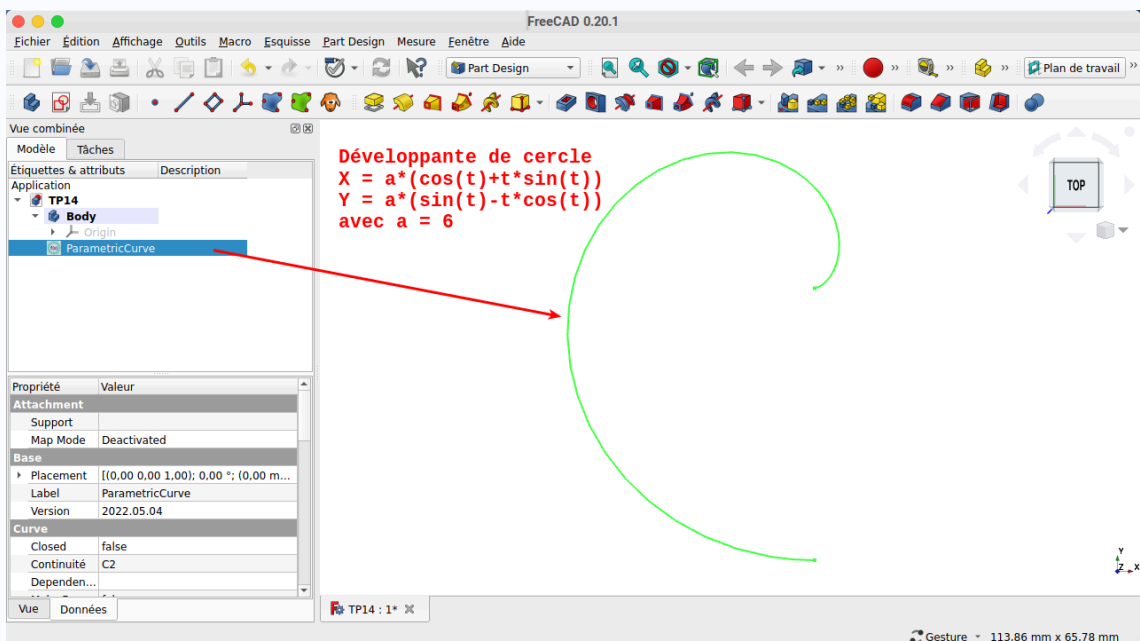 FreeCAD 0.20.1
Fichier Édition Affichage Outils Macro Esquisse Part Design Mesure Fenêtre Aide
Part Design
Plan de travail
Vue combinée
Modèle Tâches
Étiquettes & attributs Description
Application
TP14
Body
Origin
ParametricCurve
Développante de cercle
X = a*(cos(t)+t*sin(t))
Y = a*(sin(t)-t*cos(t))
avec a = 6
TOP
Propriété Valeur
Attachment
Support
Map Mode Deactivated
Base
Placement [(0,00 0,00 1,00); 0,00 °; (0,00 m...
Label ParametricCurve
Version 2022.05.04
Curve
Closed false
Continuité C2
Dependen...
Vue Données
TP14 : 1*
Y
Z X
Gesture 113,86 mm x 65,78 mm